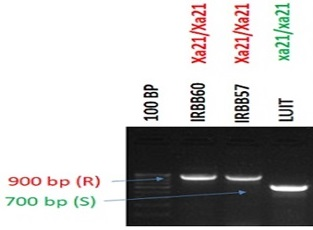 Xa21/Xa21
Xa21/Xa21
xa21/xa21
100 BP
IRBB60
IRBB57
LUIT
900 bp (R)
700 bp (S)